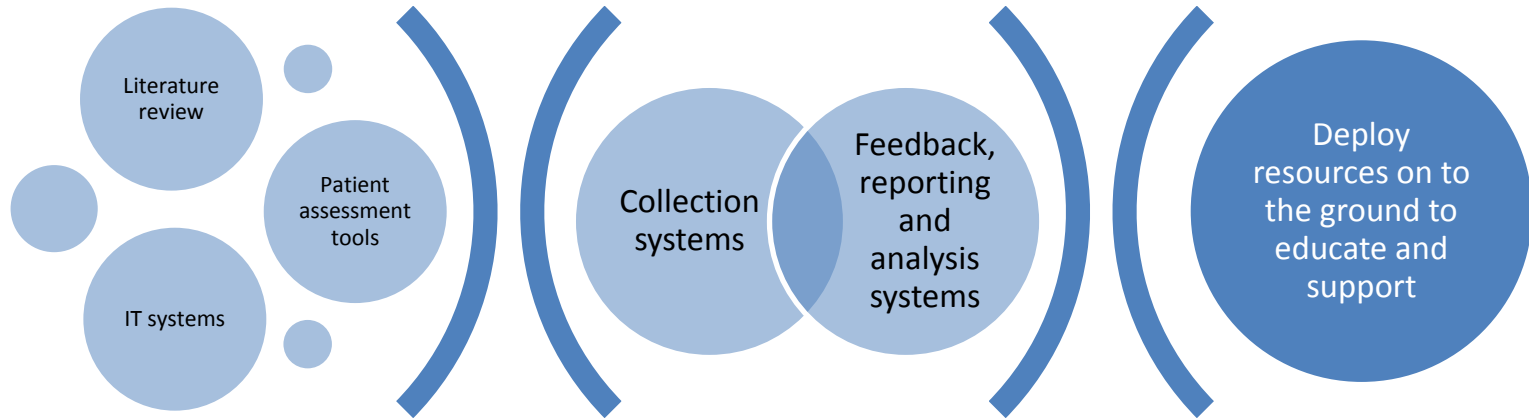 Literature
review
Patient
assessment
tools
IT systems
Collection
systems
Feedback,
reporting
and
analysis
systems
Deploy
resources on to
the ground to
educate and
support